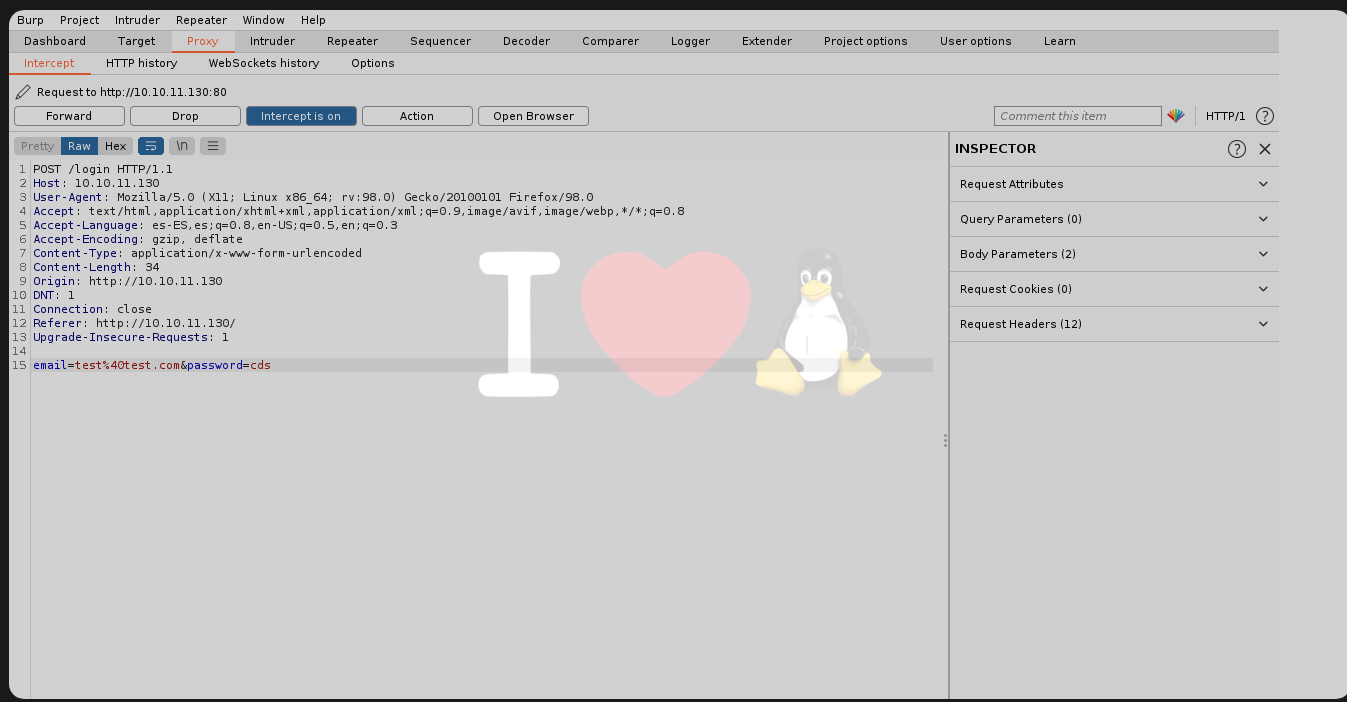 Burp Project Intruder Repeater Window Help
Dashboard Target Proxy Intruder Repeater Sequencer Decoder Comparer Logger Extender Project options User options Learn
Intercept HTTP history WebSockets history Options
Request to http://10.10.11.130:80
Forward Drop Intercept is on Action Open Browser Comment this item HTTP/1 ?
Pretty Raw Hex \n
INSPECTOR ?
1 POST /login HTTP/1.1
2 Host: 10.10.11.130
3 User-Agent: Mozilla/5.0 (X11; Linux x86_64; rv:98.0) Gecko/20100101 Firefox/98.0
4 Accept: text/html,application/xhtml+xml,application/xml;q=0.9,image/avif,image/webp,*/*;q=0.8
5 Accept-Language: es-ES,es;q=0.8,en-US;q=0.5,en;q=0.3
6 Accept-Encoding: gzip, deflate
7 Content-Type: application/x-www-form-urlencoded
8 Content-Length: 34
9 Origin: http://10.10.11.130
10 DNT: 1
11 Connection: close
12 Referer: http://10.10.11.130/
13 Upgrade-Insecure-Requests: 1
14
15 email=test%40test.com&password=cds
I
Request Attributes
Query Parameters (0)
Body Parameters (2)
Request Cookies (0)
Request Headers (12)